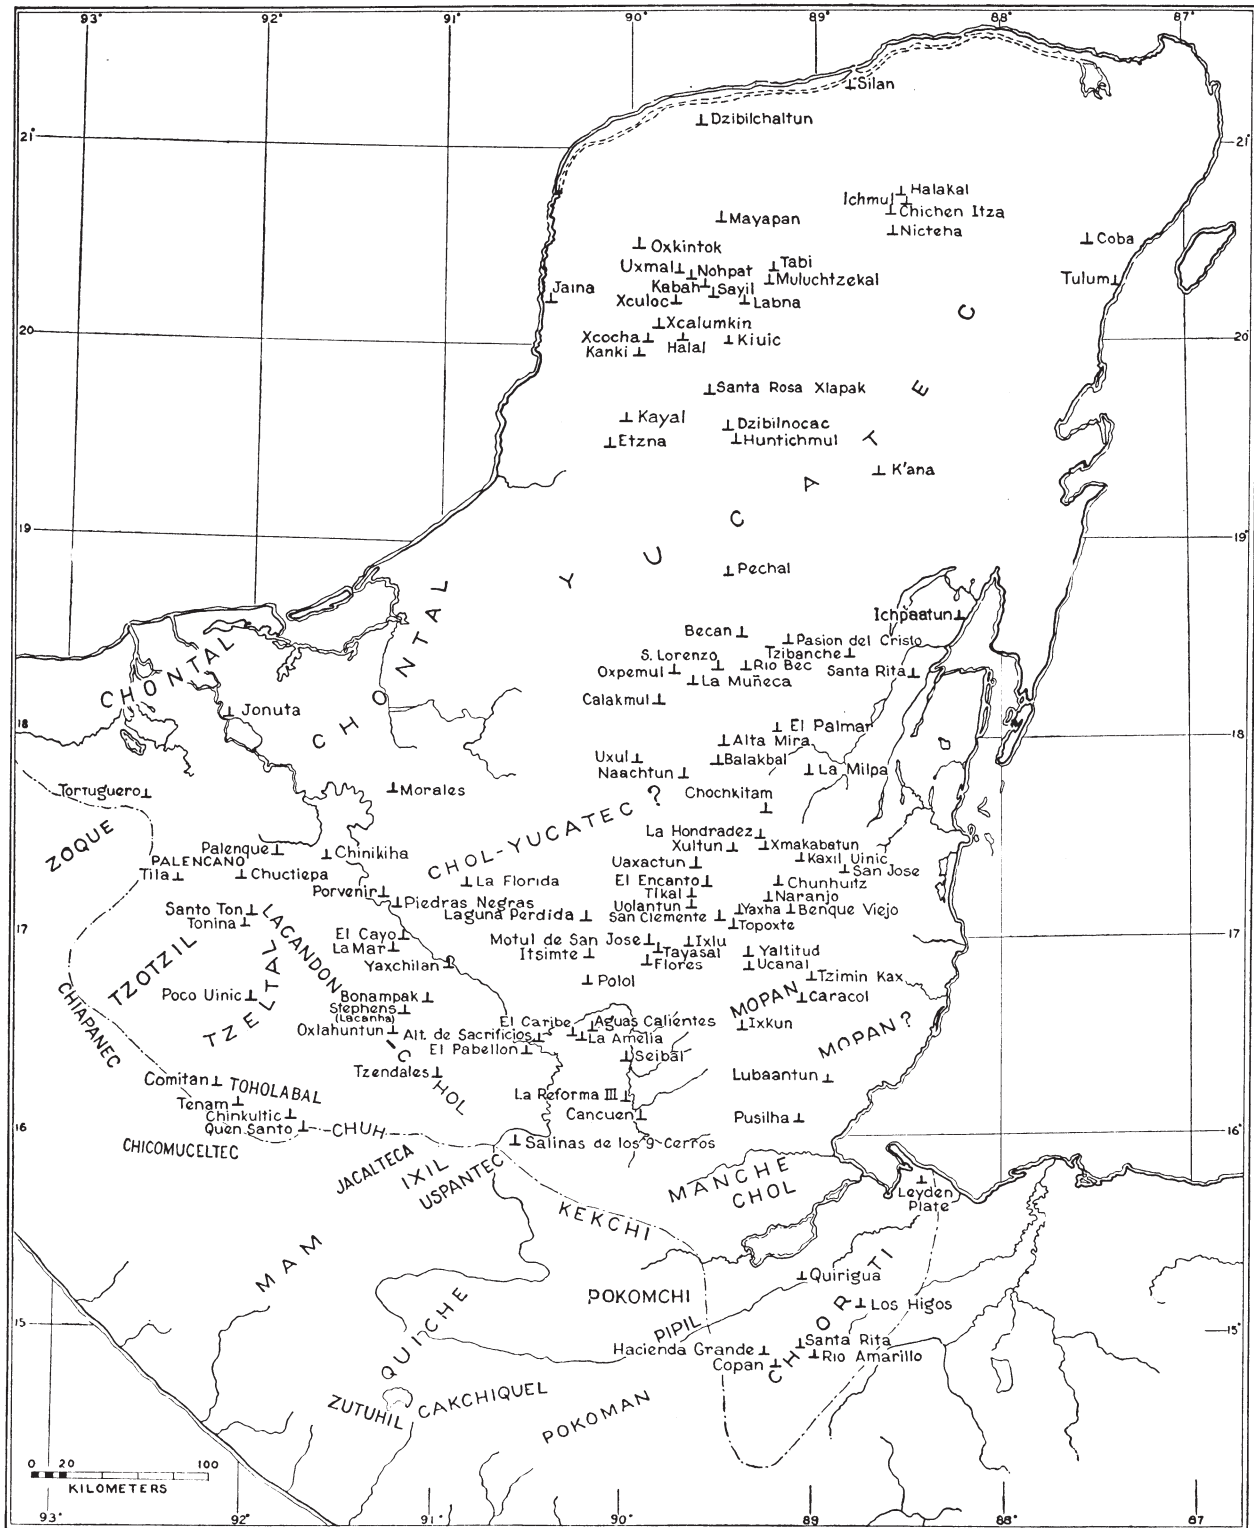 93° 92° 91° 90° 89° 88° 87°
Silan
Dzibilchaltun
21° 21°
Halakal
Ichmul
Chichen Itza
Mayapan
Nicteha
Coba
Oxkintok
Tabi
Uxmal Nohpat
Muluchtzekal
Tulum
Kabah Sayil
Jaina
Xculoc Labna
Xcalumkin
20 20°
Xcocha Halal Kiuic
Kanki
Santa Rosa Xlapak
Kayal
Dzibilnocac
Etzna Huntichmul
K'ana
YUCATEC
19 19°
Pechal
Ichpaatun
Becan
Pasion del Cristo
S. Lorenzo Tzibanche
Oxpemul Rio Bec Santa Rita
La Muñeca
Calakmul
CHONTAL
CHONTAL
Jonuta
18 18°
El Palmar
Alta Mira
Uxul Balakbal
Naachtun La Milpa
Tortuguero Morales
Chochkitam
CHOL-YUCATEC ?
ZOQUE
La Hondradez
Xultun Xmakabatun
Palenque Chinikiha
PALENCANO
Uaxactun Kaxil Uinic
San Jose
Tila Chuctiepa
La Florida El Encanto Chunhuitz
Porvenir Tikal Naranjo
Piedras Negras
Santo Ton Laguna Perdida Uolantun Yaxha Benque Viejo
San Clemente
Tonina Topoxte
17 17°
El Cayo Motul de San Jose Ixlu
La Mar Itsimte Tayasal Yaltitud
Yaxchilan Flores Ucanal
LACANDON
TZOTZIL
TZELTAL
Polol Tzimin Kax
Poco Uinic Bonampak MOPAN Caracol
Stephens
(Lacanha)
CHIAPANEC
Oxlahuntun El Caribe Aguas Calientes Ixkun
Alt. de Sacrificios La Amelia
MOPAN?
El Pabellon Seibal
CHOL
Tzendales Lubaantun
Comitan TOHOLABAL
La Reforma III
Tenam
Chinkultic Cancuen Pusilha
Quen Santo CHUH
16°
CHICOMUCELTEC Salinas de los 9 Cerros
JACALTECA
IXIL
USPANTEC
MANCHE
CHOL
Leyden
Plate
KEKCHI
MAM
CHORTI
Quirigua
QUICHE
POKOMCHI
Los Higos
15 15°
PIPIL
Santa Rita
Hacienda Grande Rio Amarillo
Copan
ZUTUHIL CAKCHIQUEL
POKOMAN
0 20 100
KILOMETERS
93° 92° 91° 90 89 88° 87